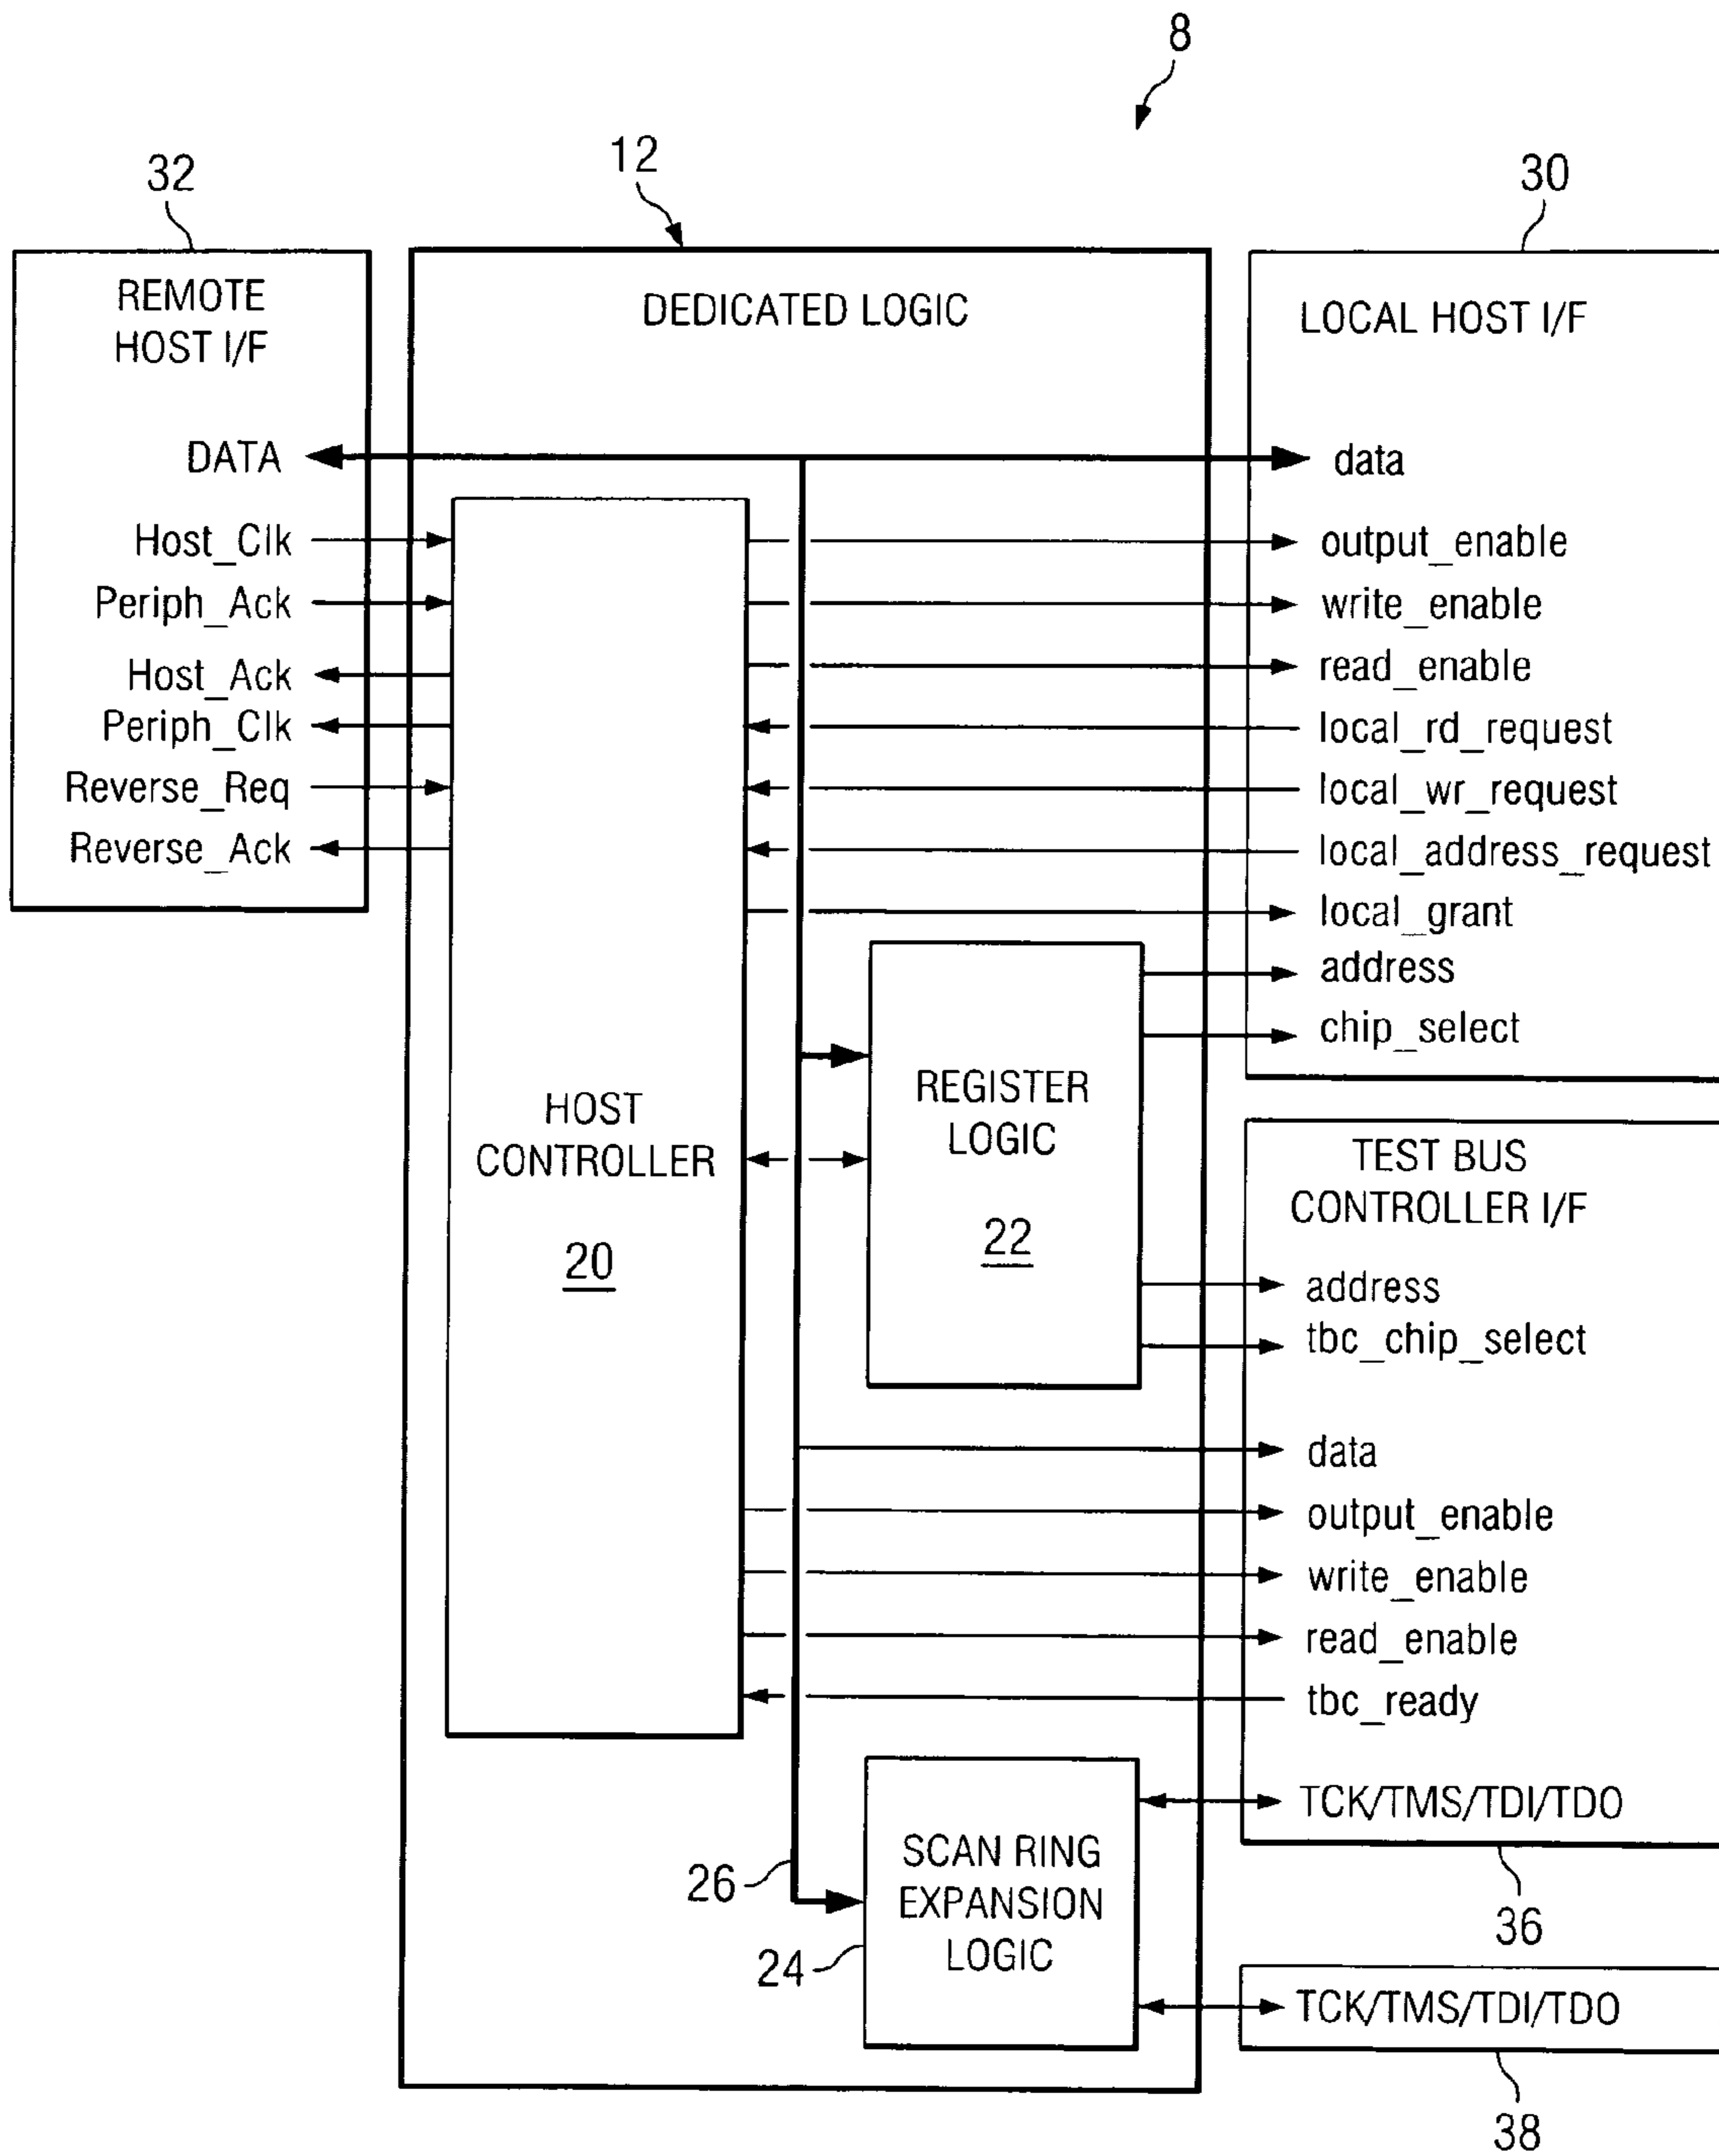 8
32
12
30
REMOTE
HOST I/F
DEDICATED LOGIC
LOCAL HOST I/F
DATA
data
Host_Clk
output_enable
Periph_Ack
write_enable
Host_Ack
read_enable
Periph_Clk
local_rd_request
Reverse_Req
local_wr_request
Reverse_Ack
local_address_request
local_grant
address
chip_select
HOST
CONTROLLER
20
REGISTER
LOGIC
22
TEST BUS
CONTROLLER I/F
address
tbc_chip_select
data
output_enable
write_enable
read_enable
tbc_ready
SCAN RING
EXPANSION
LOGIC
TCK/TMS/TDI/TDO
26
24
36
TCK/TMS/TDI/TDO
38